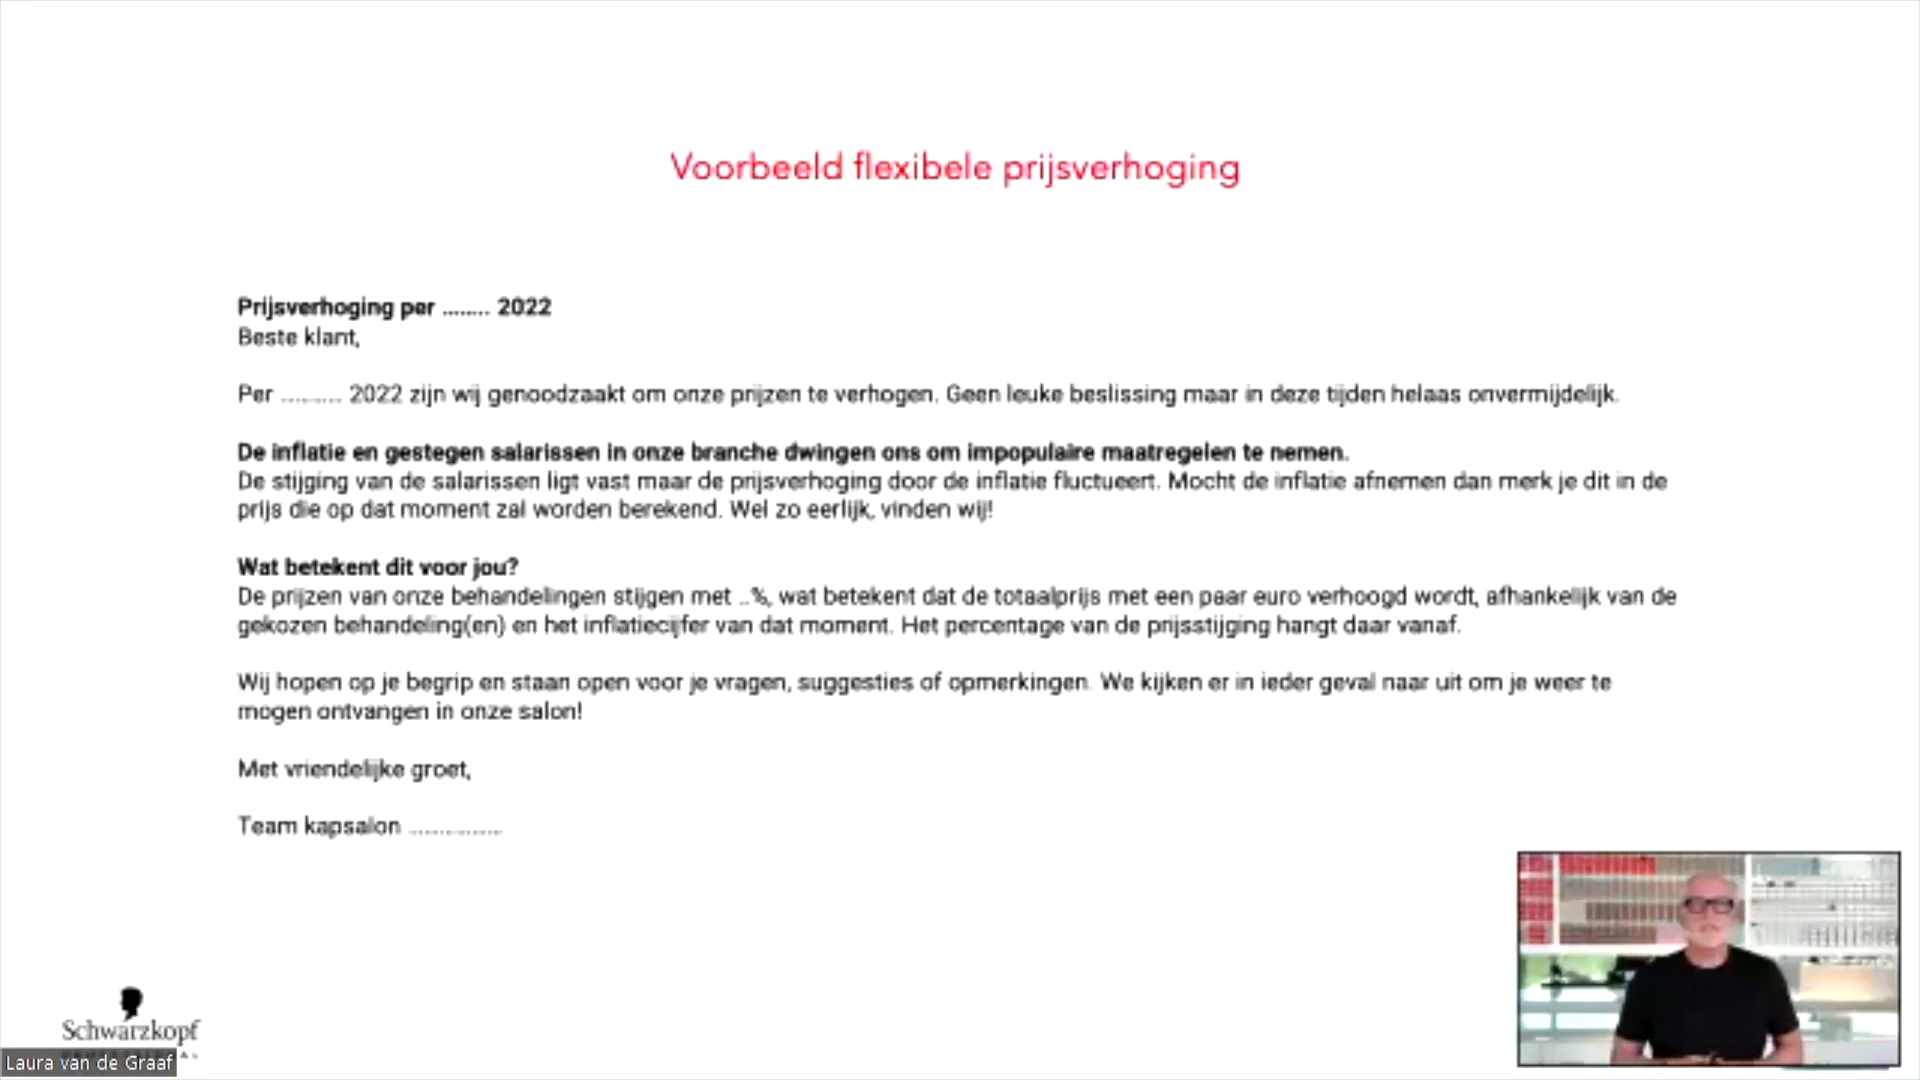 Voorbeeld flexibele prijsverhoging
Prijsverhoging per ........ 2022
Beste klant,
Per .......... 2022 zijn wij genoodzaakt om onze prijzen te verhogen. Geen leuke beslissing maar in deze tijden helaas onvermijdelijk.
De inflatie en gestegen salarissen in onze branche dwingen ons om impopulaire maatregelen te nemen.
De stijging van de salarissen ligt vast maar de prijsverhoging door de inflatie fluctueert. Mocht de inflatie afnemen dan merk je dit in de
prijs die op dat moment zal worden berekend. Wel zo eerlijk, vinden wij!
Wat betekent dit voor jou?
De prijzen van onze behandelingen stijgen met ..%, wat betekent dat de totaalprijs met een paar euro verhoogd wordt, afhankelijk van de
gekozen behandeling(en) en het inflatiecijfer van dat moment. Het percentage van de prijsstijging hangt daar vanaf.
Wij hopen op je begrip en staan open voor je vragen, suggesties of opmerkingen. We kijken er in ieder geval naar uit om je weer te
mogen ontvangen in onze salon!
Met vriendelijke groet,
Team kapsalon ................
Schwarzkopf
Laura van de Graaf